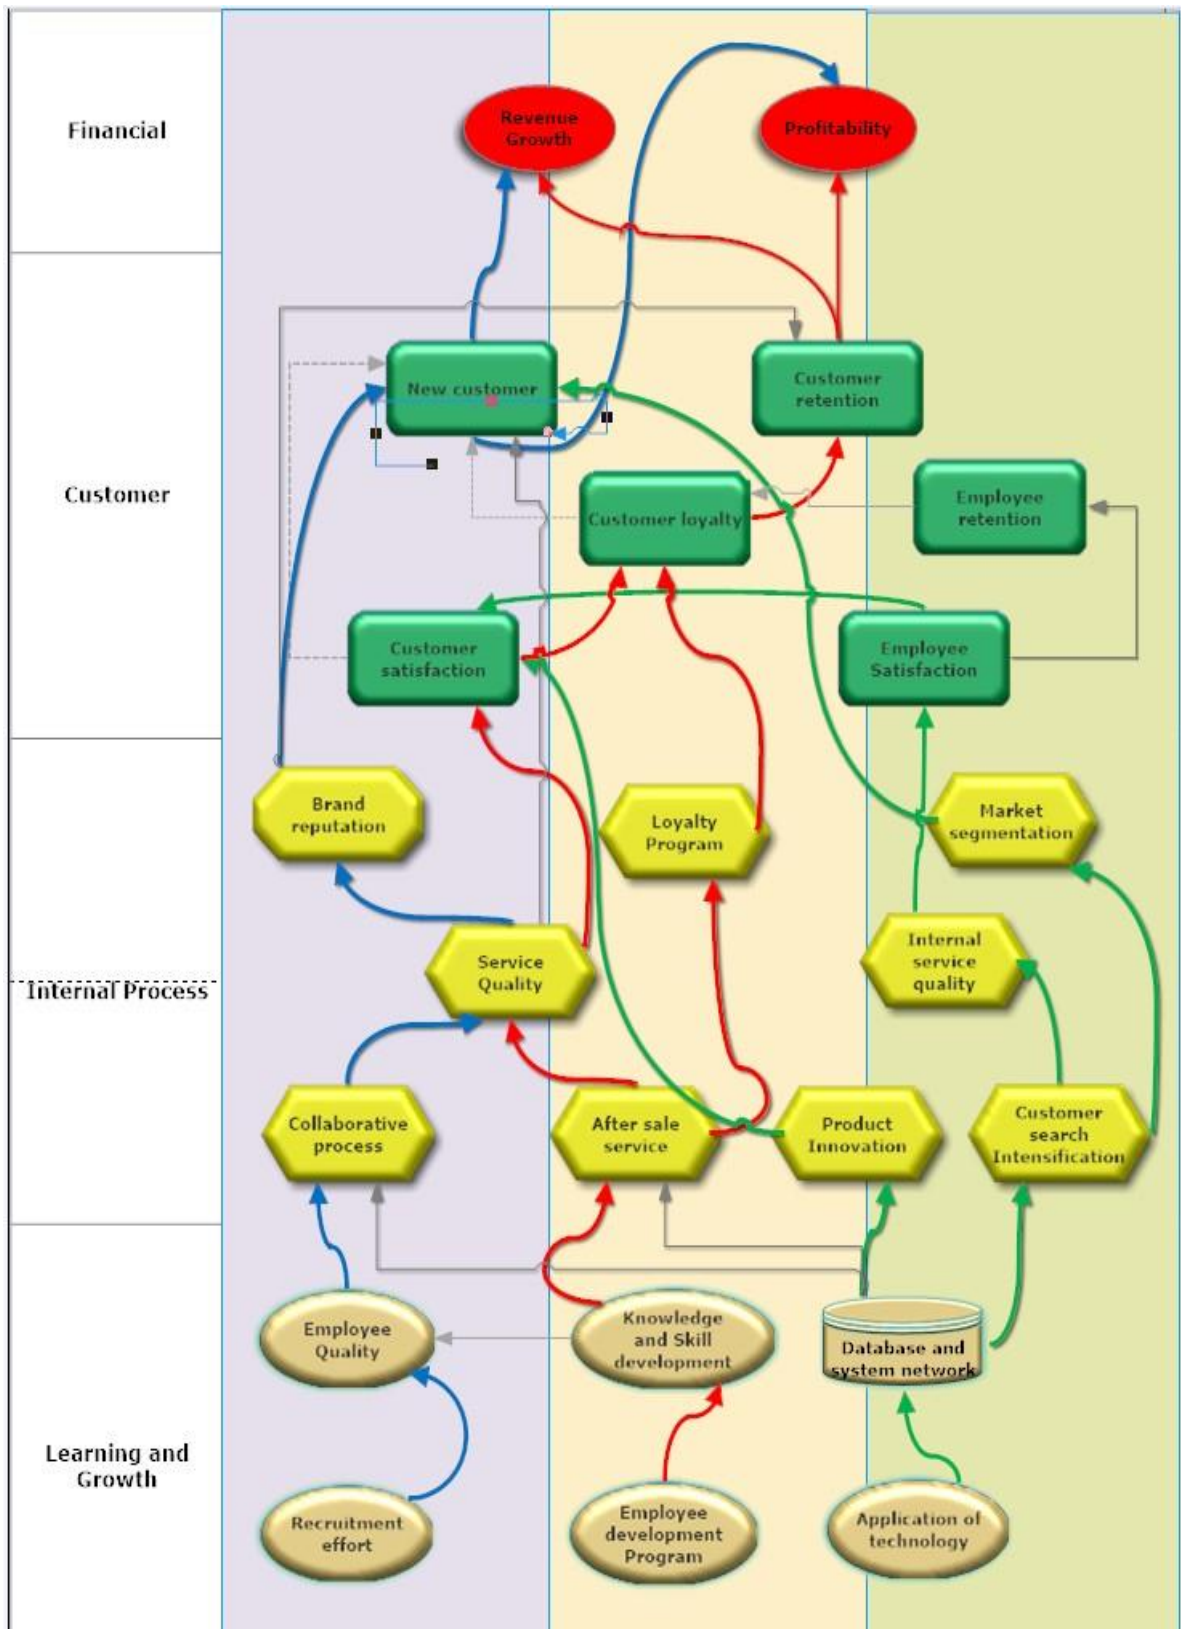 Financial
Revenue
Growth
Profitability
Customer
New customer
Customer
retention
Customer loyalty
Employee
retention
Customer
satisfaction
Employee
Satisfaction
Internal Process
Brand
reputation
Loyalty
Program
Market
segmentation
Service
Quality
Internal
service
quality
Collaborative
process
After sale
service
Product
Innovation
Customer
search
Intensification
Learning and
Growth
Employee
Quality
Knowledge
and Skill
development
Database and
system network
Recruitment
effort
Employee
development
Program
Application of
technology